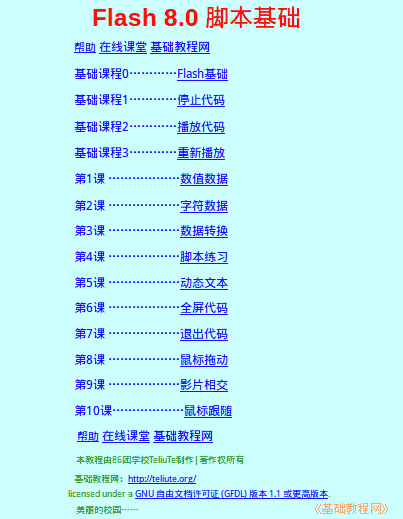 Flash 8.0 脚本基础
帮助 在线课堂 基础教程网
基础课程0⋯⋯⋯⋯Flash基础
基础课程1⋯⋯⋯⋯停止代码
基础课程2⋯⋯⋯⋯播放代码
基础课程3⋯⋯⋯⋯重新播放
第1课 ⋯⋯⋯⋯⋯⋯数值数据
第2课 ⋯⋯⋯⋯⋯⋯字符数据
第3课 ⋯⋯⋯⋯⋯⋯数据转换
第4课 ⋯⋯⋯⋯⋯⋯脚本练习
第5课 ⋯⋯⋯⋯⋯⋯动态文本
第6课 ⋯⋯⋯⋯⋯⋯全屏代码
第7课 ⋯⋯⋯⋯⋯⋯退出代码
第8课 ⋯⋯⋯⋯⋯⋯鼠标拖动
第9课 ⋯⋯⋯⋯⋯⋯影片相交
第10课⋯⋯⋯⋯⋯⋯鼠标跟随
帮助 在线课堂 基础教程网
本教程由86团学校TeliuTe制作|著作权所有
基础教程网：http://teliute.org/
licensed under a GNU 自由文档许可证 (GFDL) 版本 1.1 或更高版本.
美丽的校园⋯⋯
《基础教程网》